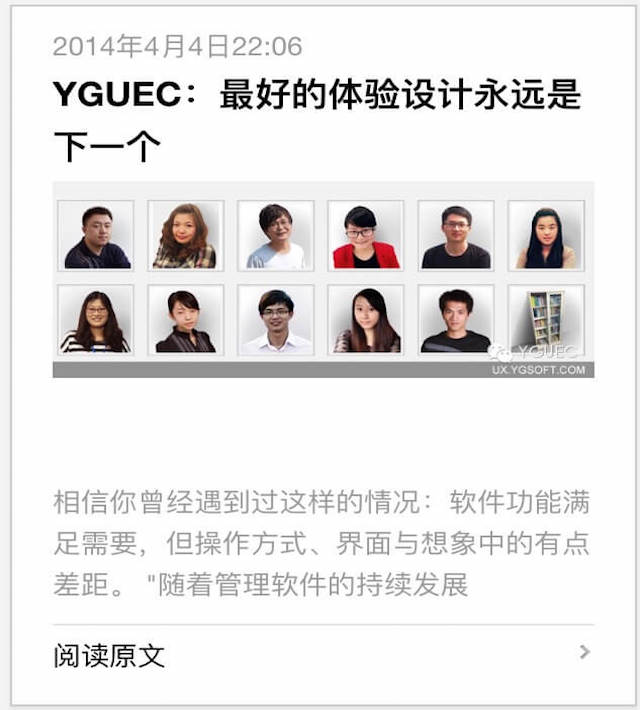 2014年4月4日22:06
YGUEC：最好的体验设计永远是
下一个
YGUEC
UX.YGSOFT.COM
相信你曾经遇到过这样的情况：软件功能满
足需要，但操作方式、界面与想象中的有点
差距。 "随着管理软件的持续发展
阅读原文